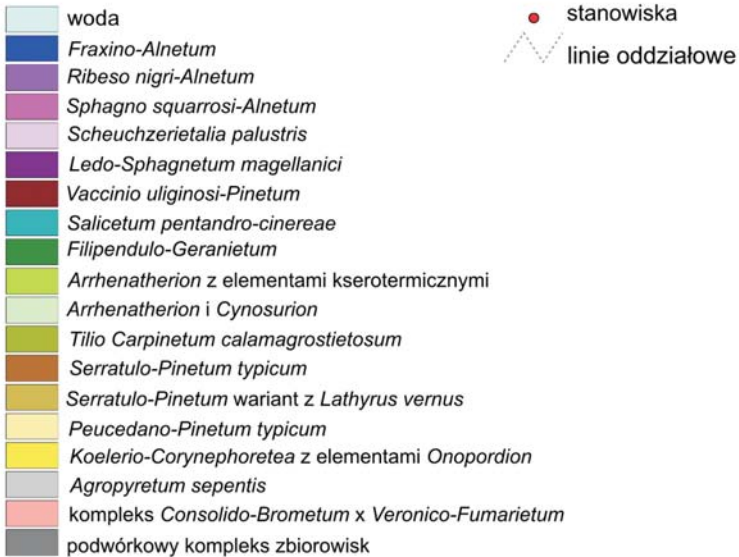 woda
Fraxino-Alnetum
Ribeso nigri-Alnetum
Sphagno squarrosi-Alnetum
Scheuchzerietalia palustris
Ledo-Sphagnetum magellanici
Vaccinio uliginosi-Pinetum
Salicetum pentandro-cinereae
Filipendulo-Geranietum
Arrhenatherion z elementami kserotermicznymi
Arrhenatherion i Cynosurion
Tilio Carpinetum calamagrostietosum
Serratulo-Pinetum typicum
Serratulo-Pinetum wariant z Lathyrus vernus
Peucedano-Pinetum typicum
Koelerio-Corynephoretea z elementami Onopordion
Agropyretum sepentis
kompleks Consolido-Brometum x Veronico-Fumarietum
podwórkowy kompleks zbiorowisk
stanowiska
linie oddziałowe